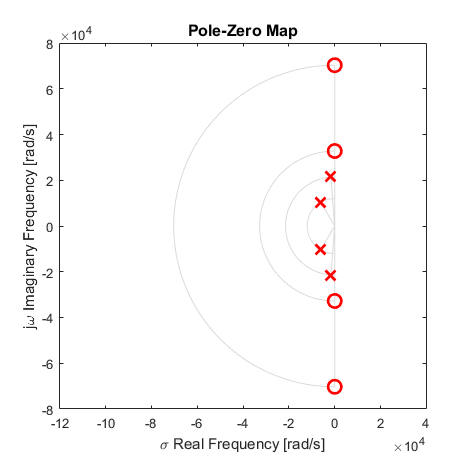 Pole-Zero Map
×10⁴
8
6
4
2
0
-2
-4
-6
-8
jω Imaginary Frequency [rad/s]
-12 -10 -8 -6 -4 -2 0 2 4
σ Real Frequency [rad/s]
×10⁴